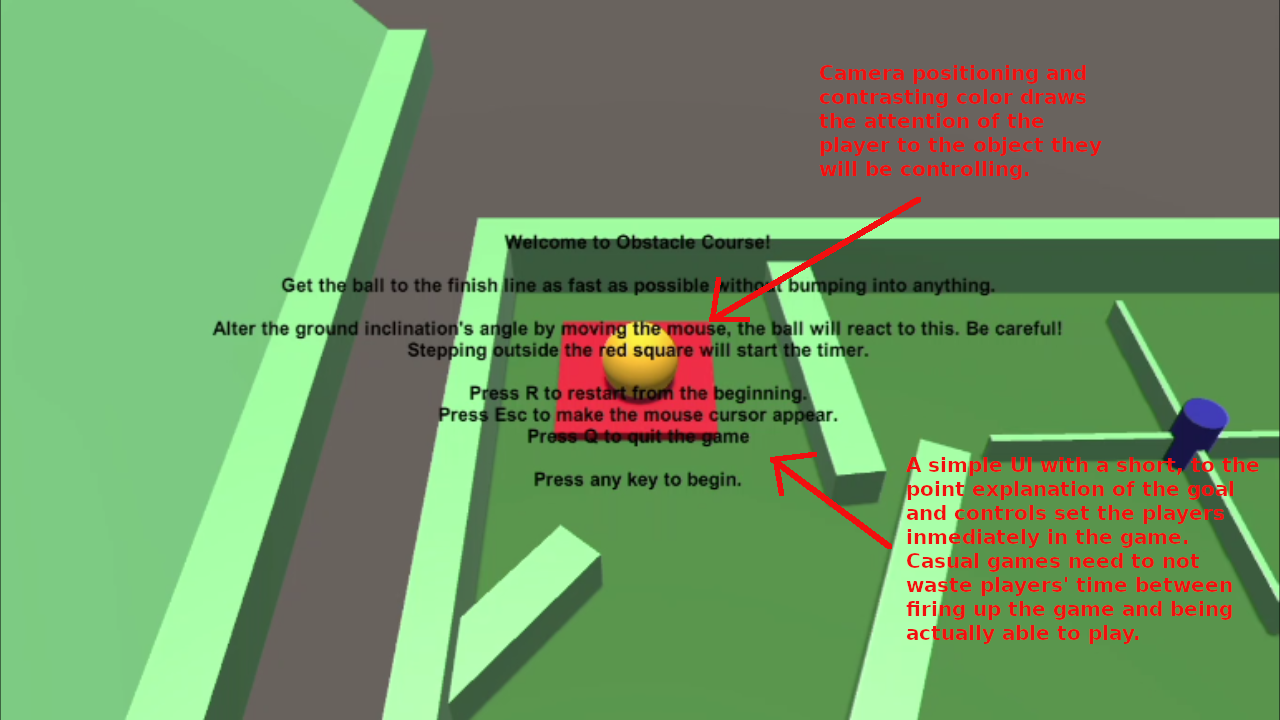 Camera positioning and
contrasting color draws
the attention of the
player to the object they
will be controlling.
Welcome to Obstacle Course!
Get the ball to the finish line as fast as possible without bumping into anything.
Alter the ground inclination's angle by moving the mouse, the ball will react to this. Be careful!
Stepping outside the red square will start the timer.
Press R to restart from the beginning.
Press Esc to make the mouse cursor appear.
Press Q to quit the game
Press any key to begin.
A simple UI with a short, to the
point explanation of the goal
and controls set the players
inmediately in the game.
Casual games need to not
waste players' time between
firing up the game and being
actually able to play.